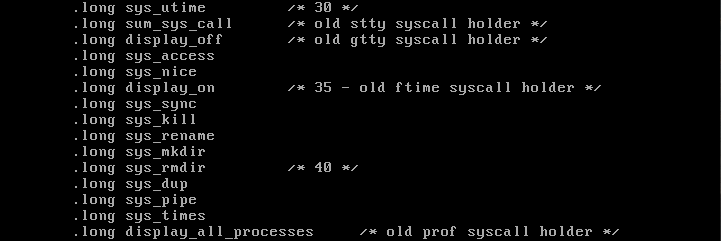 .long sys_utime /* 30 */
.long sum_sys_call /* old stty syscall holder */
.long display_off /* old gtty syscall holder */
.long sys_access
.long sys_nice
.long display_on /* 35 - old ftime syscall holder */
.long sys_sync
.long sys_kill
.long sys_rename
.long sys_mkdir
.long sys_rmdir /* 40 */
.long sys_dup
.long sys_pipe
.long sys_times
.long display_all_processes /* old prof syscall holder */